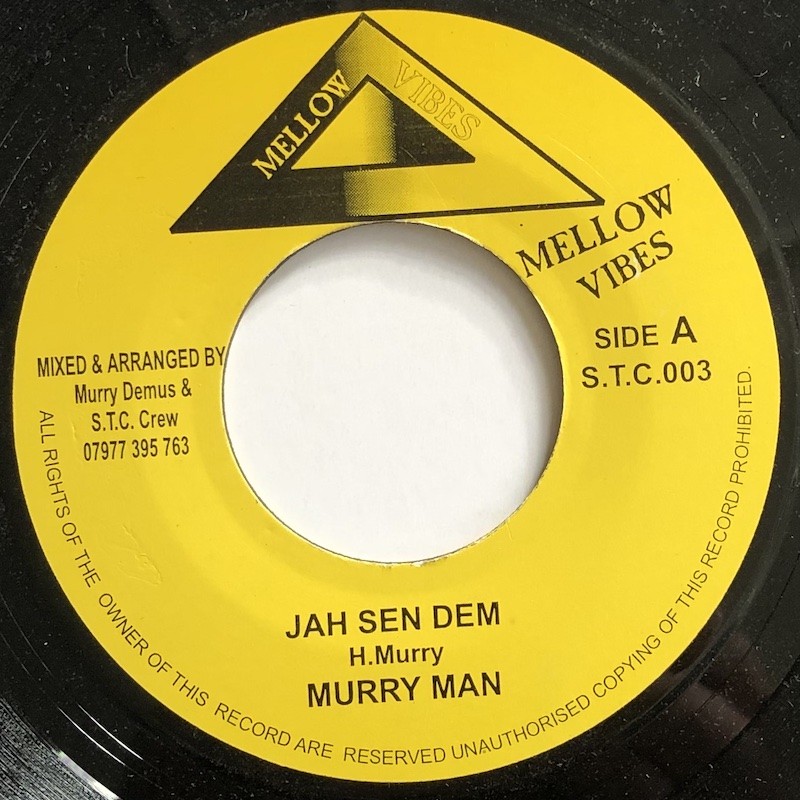 MELLOW VIBES
MELLOW
VIBES
SIDE A
S.T.C.003
MIXED & ARRANGED BY
Murry Demus &
S.T.C. Crew
07977 395 763
JAH SEN DEM
H.Murry
MURRY MAN
ALL RIGHTS OF THE OWNER OF THIS RECORD ARE RESERVED UNAUTHORISED COPYING OF THIS RECORD PROHIBITED.